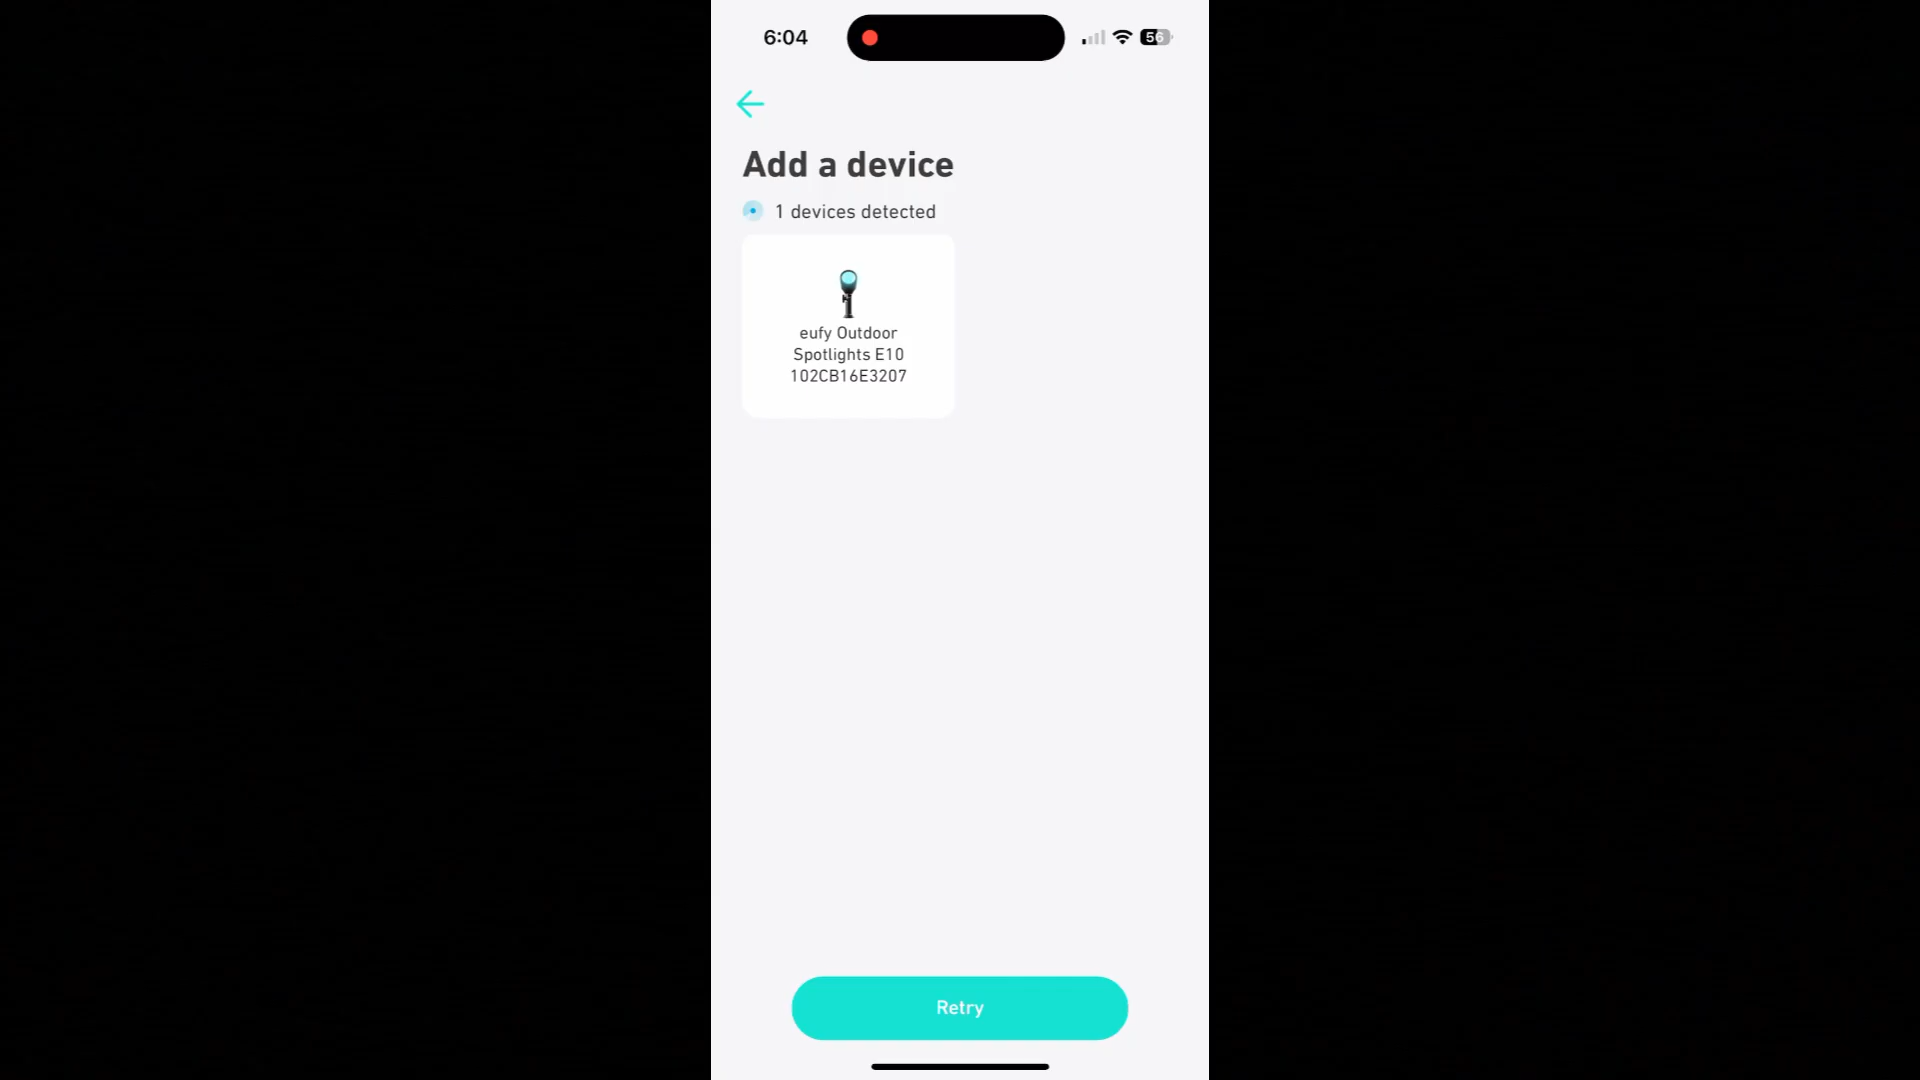 6:04
56
Add a device
1 devices detected
eufy Outdoor
Spotlights E10
102CB16E3207
Retry